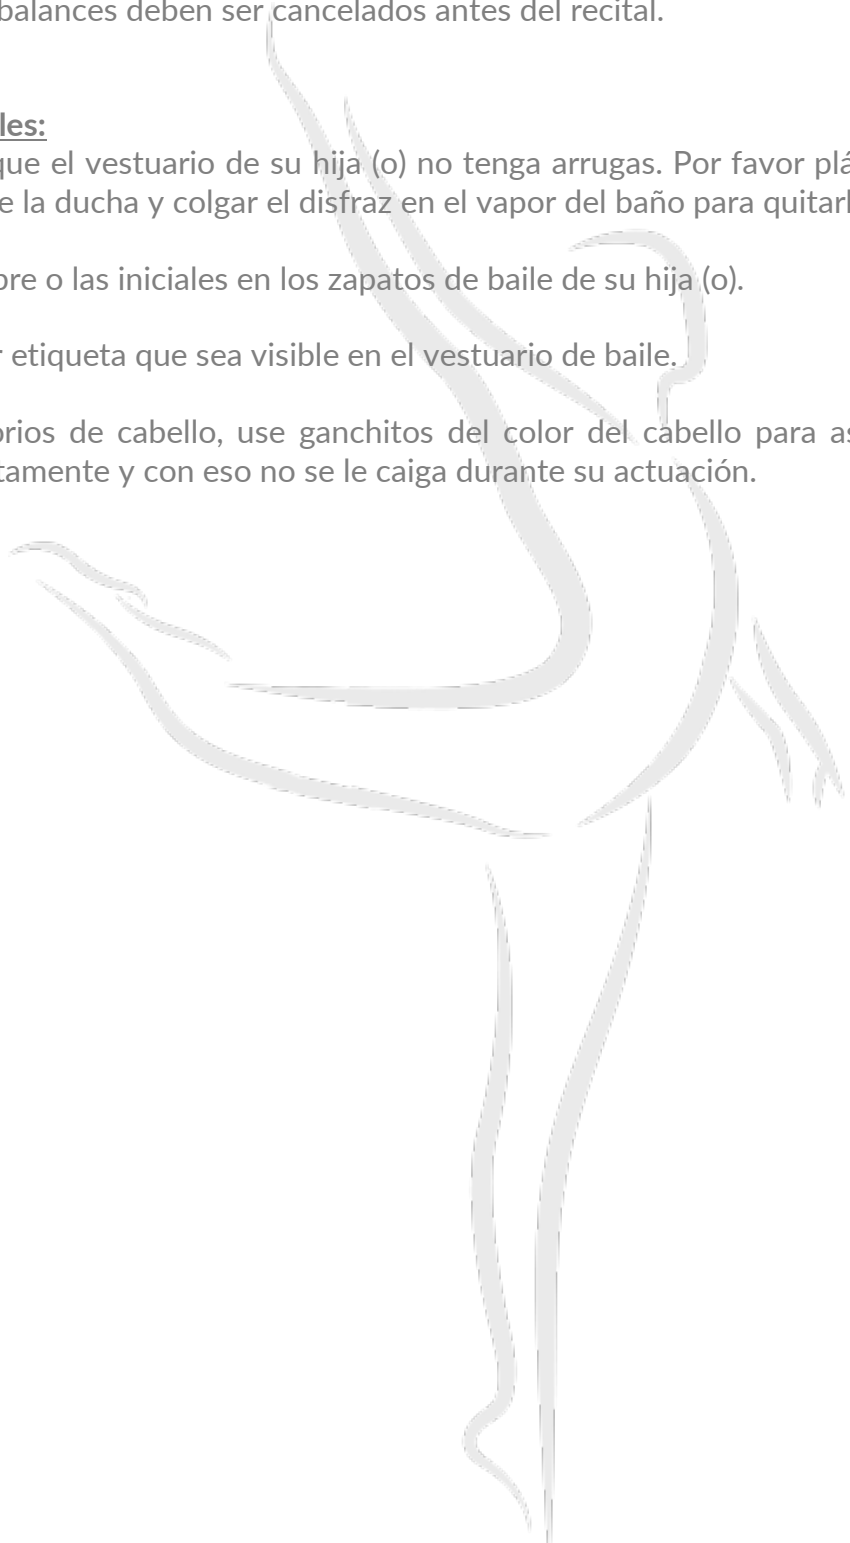 balances deben ser cancelados antes del recital.
les:
que el vestuario de su hija (o) no tenga arrugas. Por favor plá
e la ducha y colgar el disfraz en el vapor del baño para quitarl
bre o las iniciales en los zapatos de baile de su hija (o).
r etiqueta que sea visible en el vestuario de baile.
orios de cabello, use ganchitos del color del cabello para as
tamente y con eso no se le caiga durante su actuación.